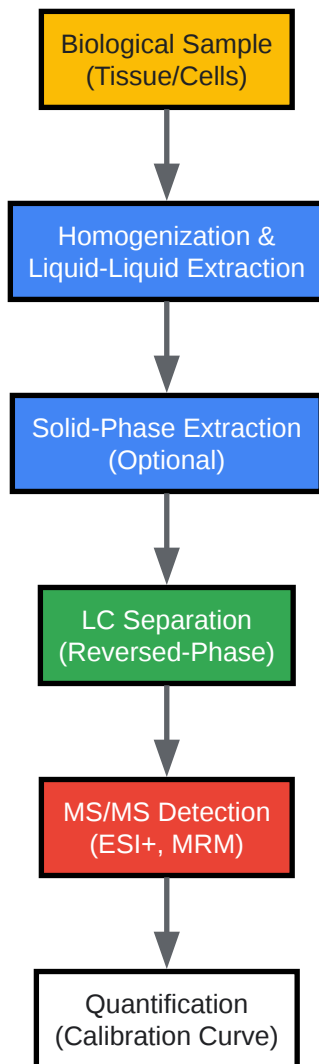 Biological Sample
(Tissue/Cells)
Homogenization &
Liquid-Liquid Extraction
Solid-Phase Extraction
(Optional)
LC Separation
(Reversed-Phase)
MS/MS Detection
(ESI+, MRM)
Quantification
(Calibration Curve)